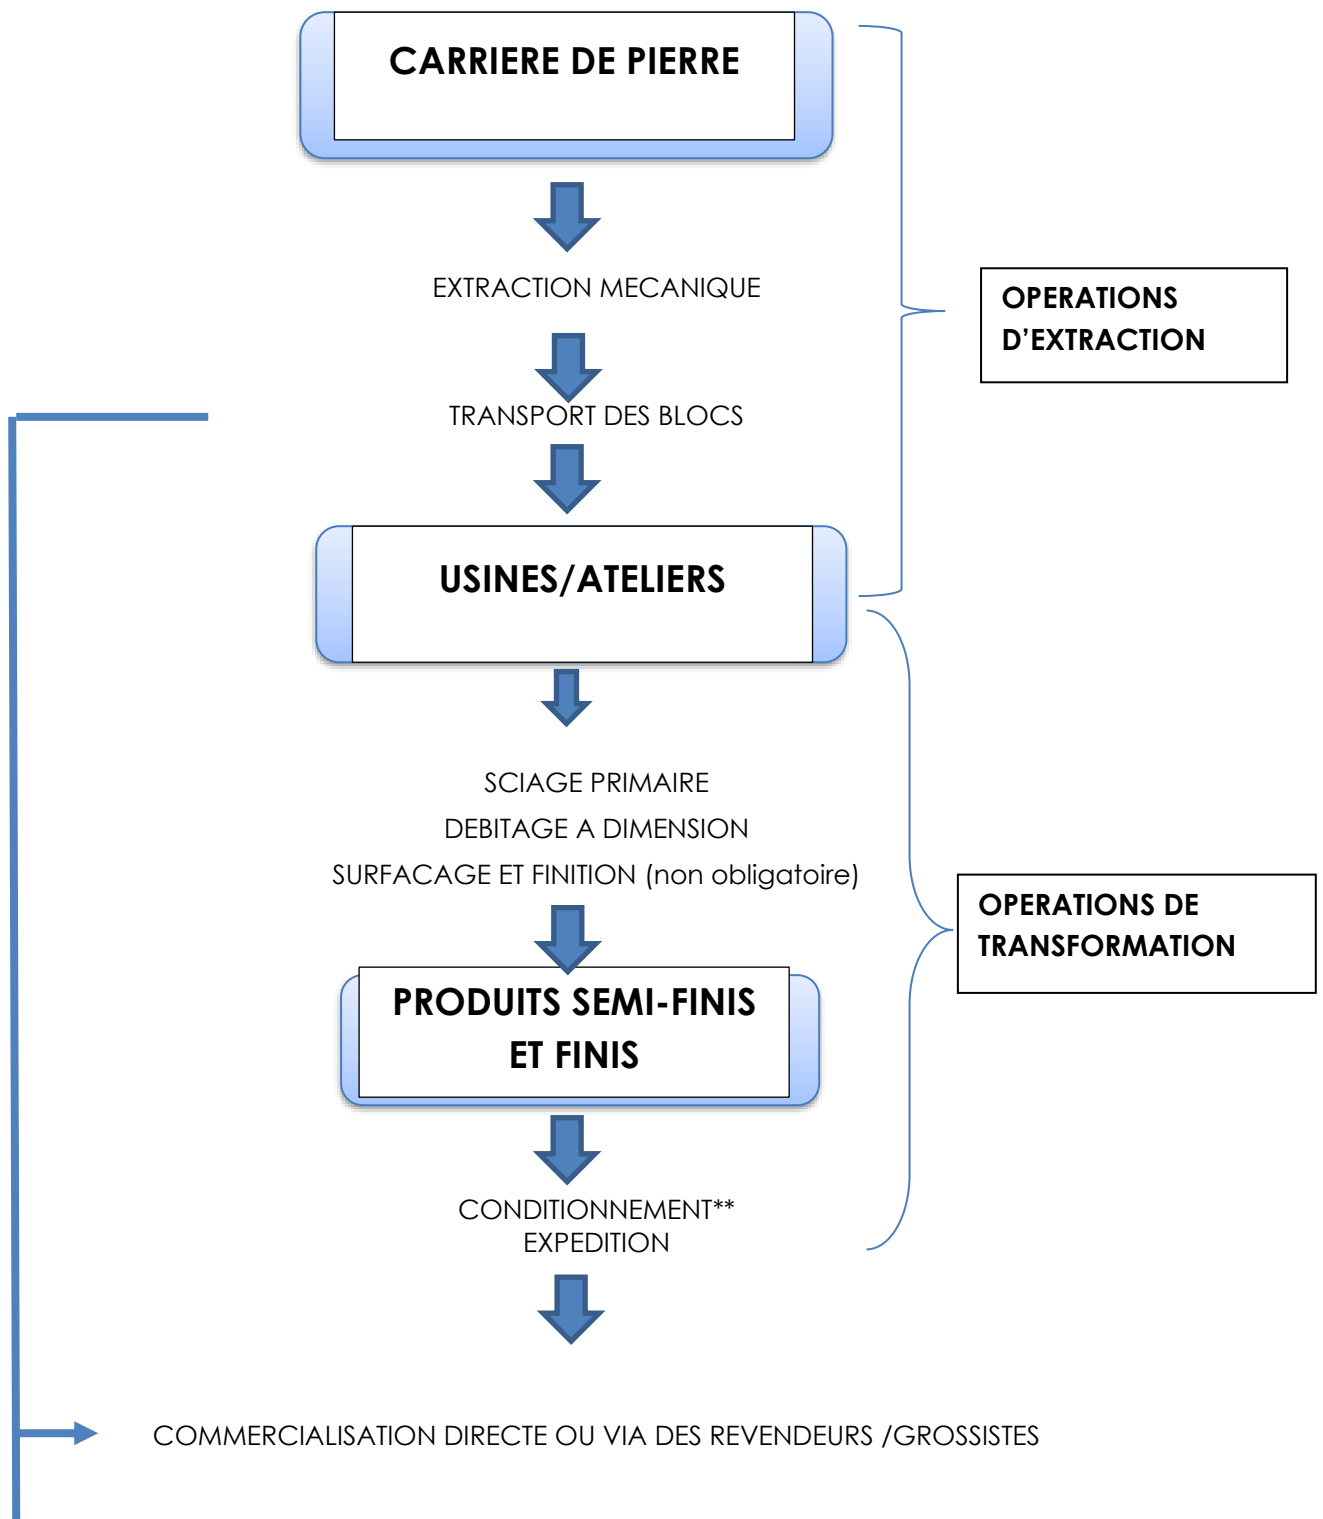 CARRIERE DE PIERRE
EXTRACTION MECANIQUE
OPERATIONS
D’EXTRACTION
TRANSPORT DES BLOCS
USINES/ATELIERS
SCIAGE PRIMAIRE
DEBITAGE A DIMENSION
SURFACAGE ET FINITION (non obligatoire)
OPERATIONS DE
TRANSFORMATION
PRODUITS SEMI-FINIS
ET FINIS
CONDITIONNEMENT**
EXPEDITION
COMMERCIALISATION DIRECTE OU VIA DES REVENDEURS /GROSSISTES